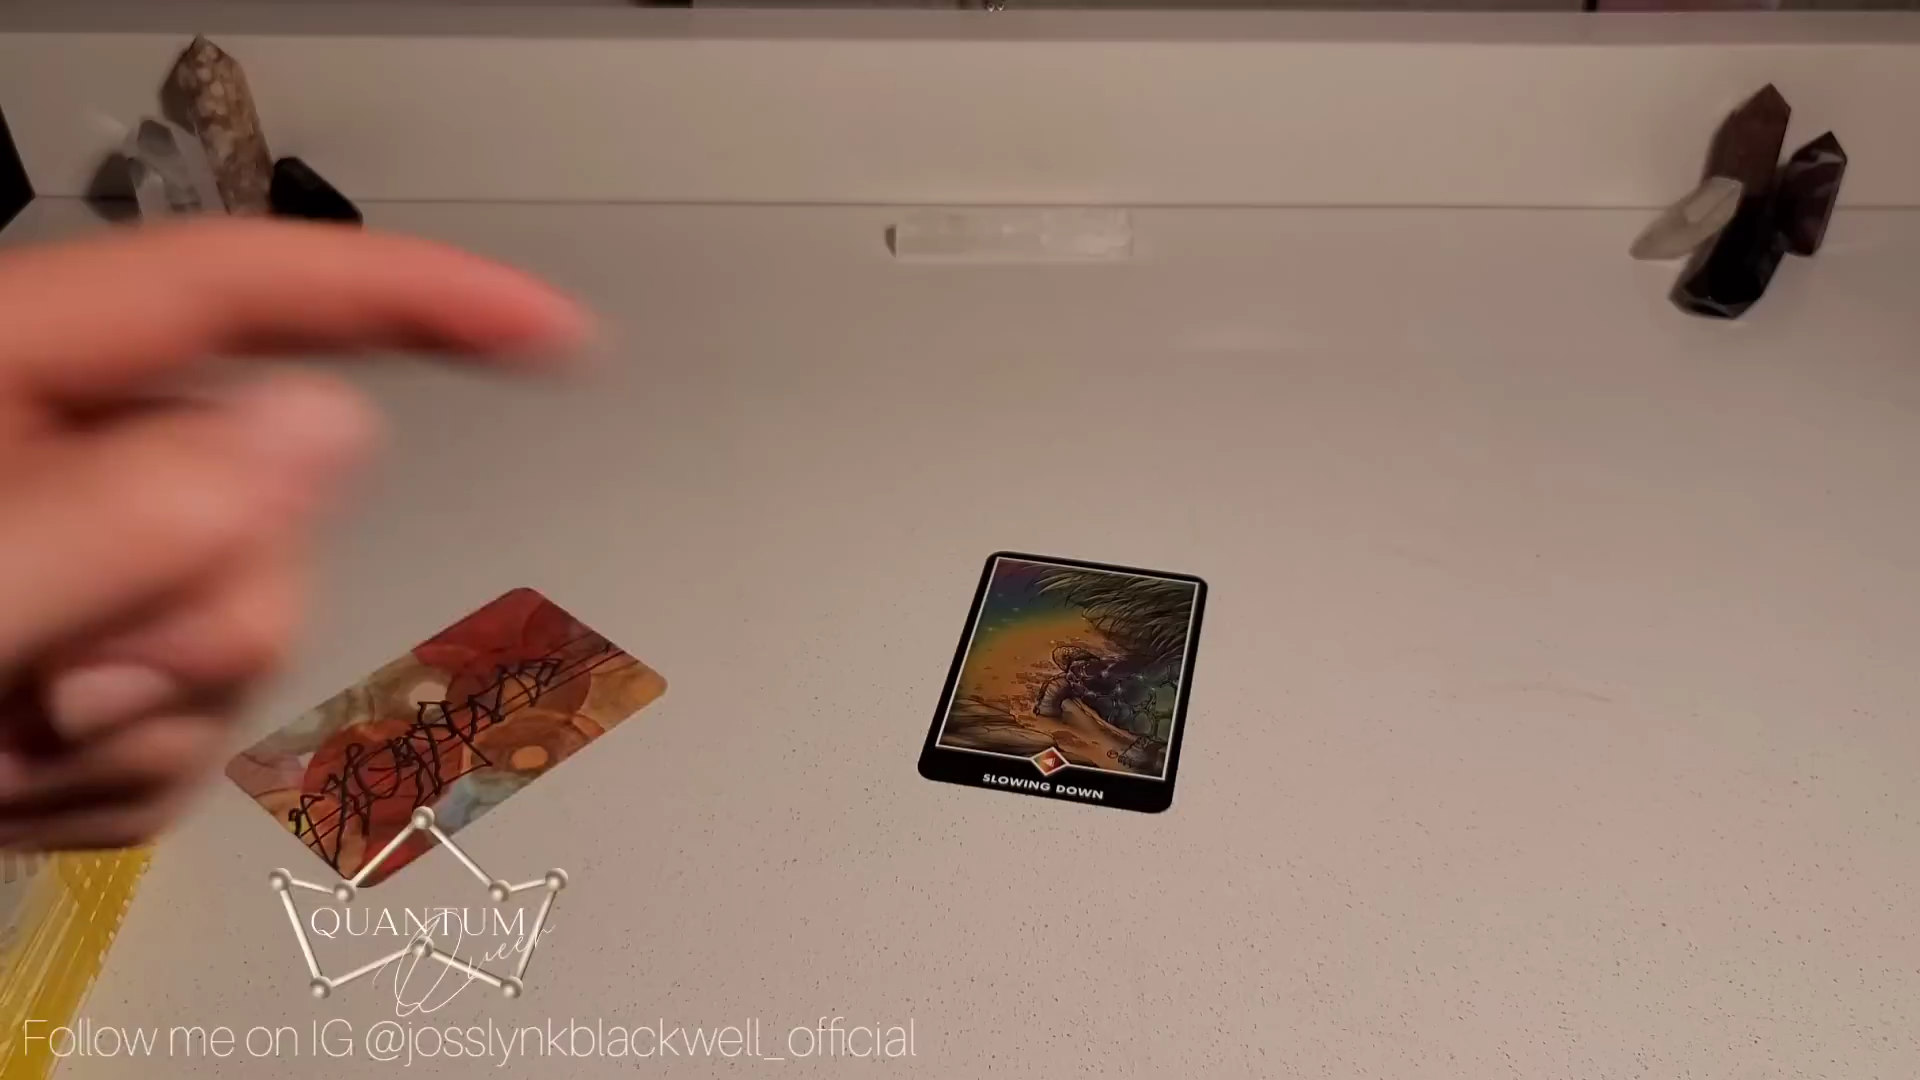 SLOWING DOWN
QUANTUM
Queen
Follow me on IG @josslynkblackwell_official